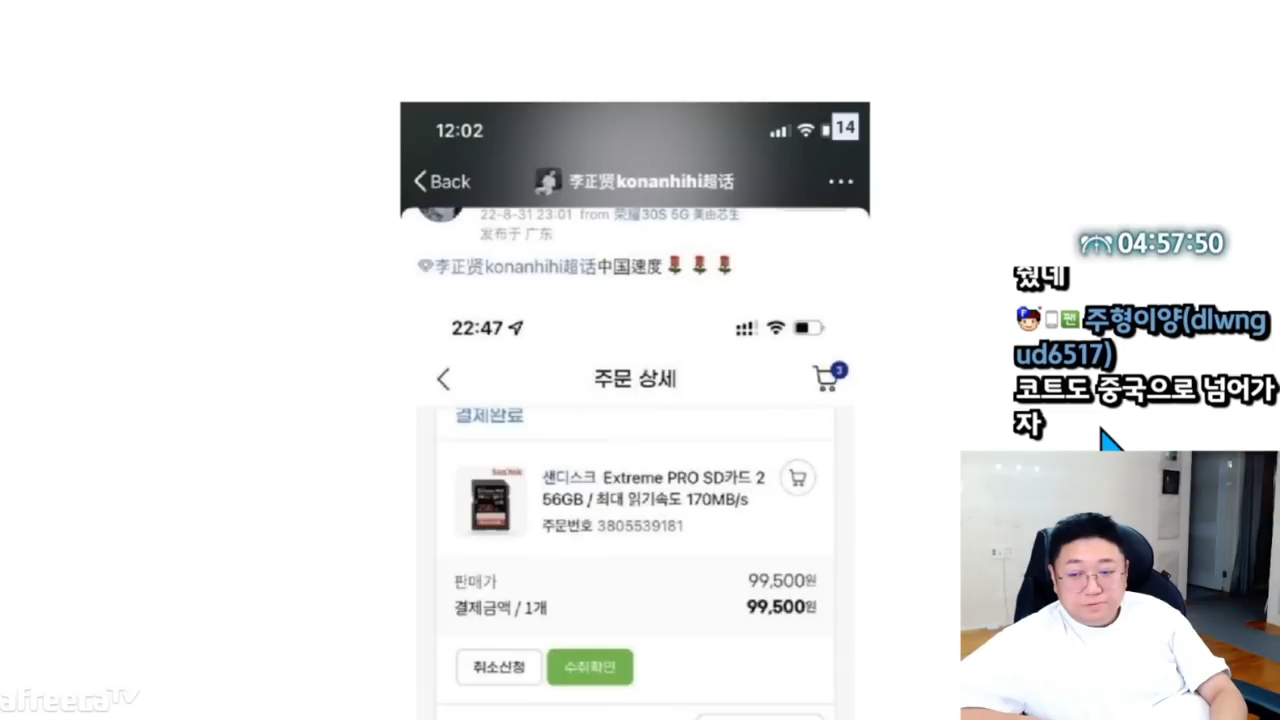 12:02
14
Back
李正贤konanhihi超话
22-8-31 23:01 from 荣耀30S 5G 美由芯生
发布于 广东
李正贤konanhihi超话中国速度
22:47
주문 상세
3
결제완료
SanDisk
샌디스크 Extreme PRO SD카드 2
56GB / 최대 읽기속도 170MB/s
주문번호 3805539181
판매가 99,500원
결제금액 / 1개 99,500원
취소신청 수취확인
04:57:50
줬네
팬 주형이양(dlwng
ud6517)
코트도 중국으로 넘어가
자
afreecaTV